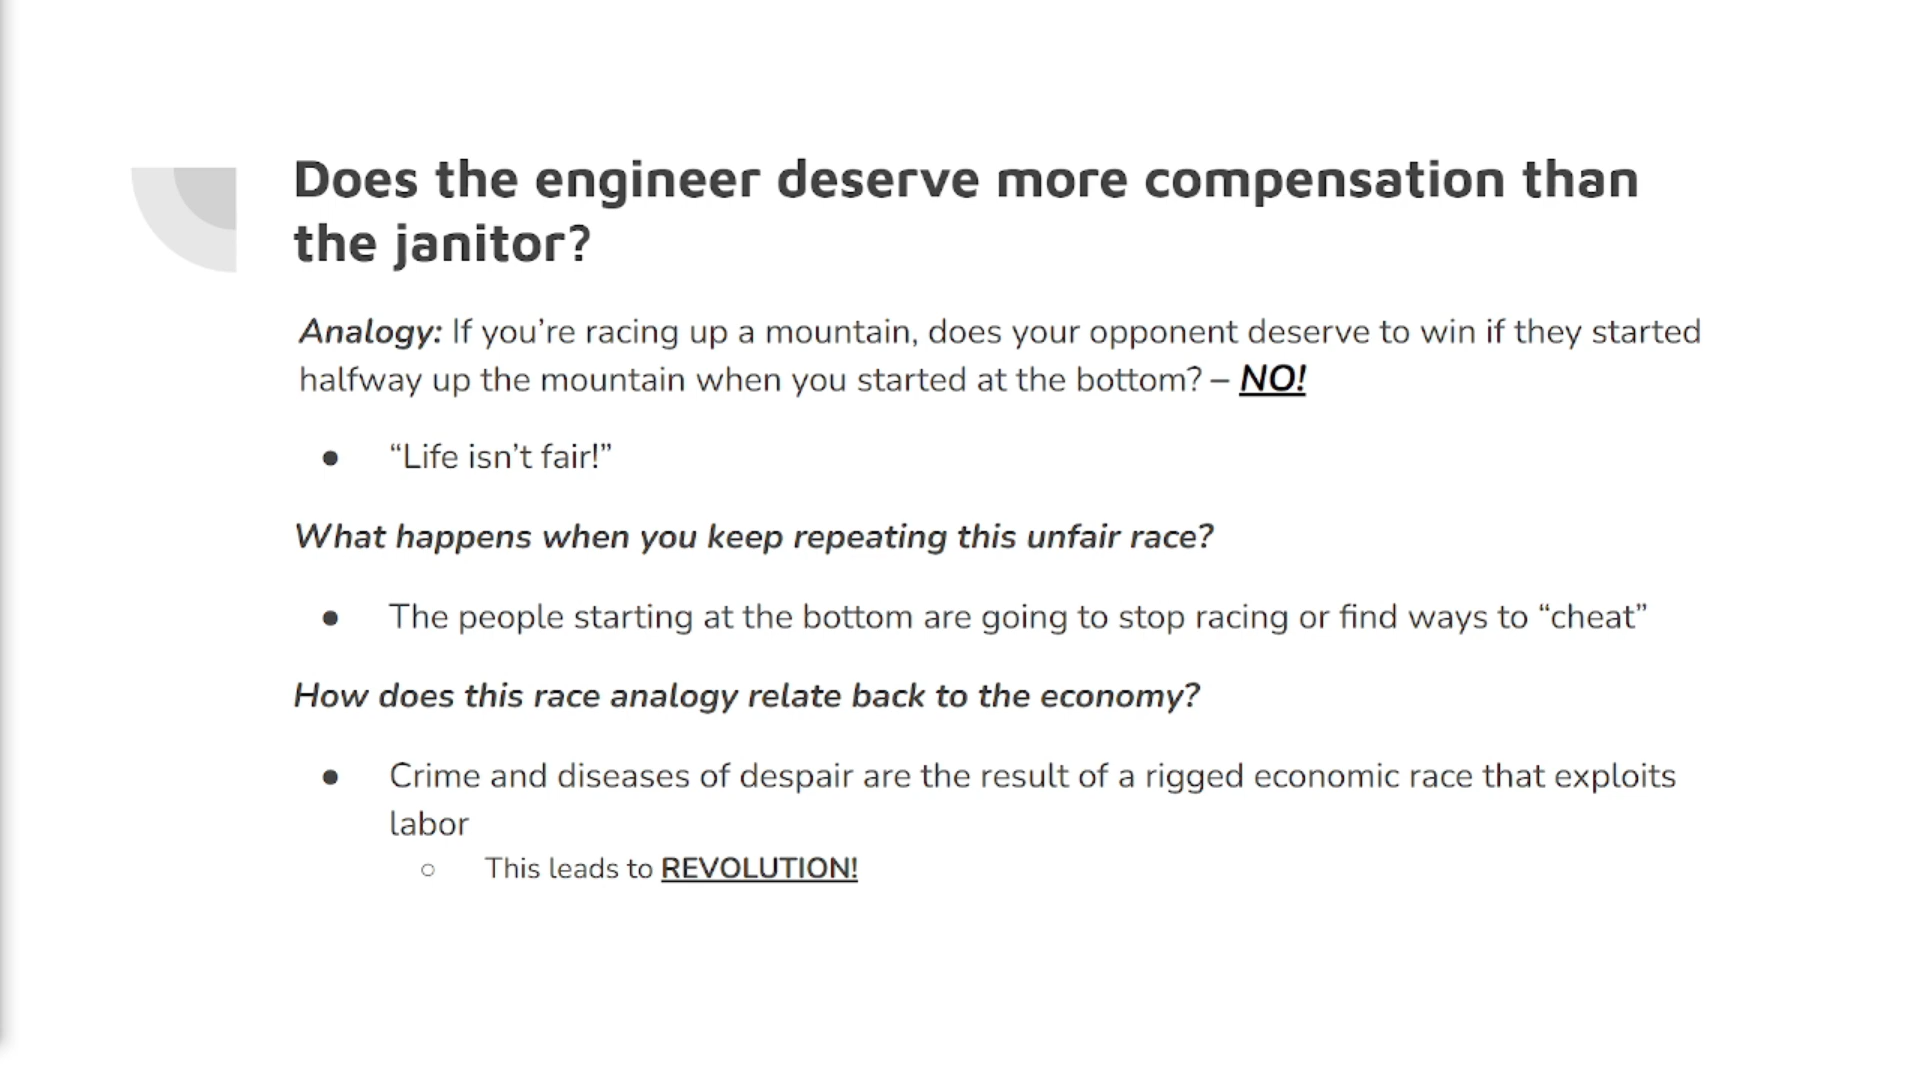 Does the engineer deserve more compensation than
the janitor?
Analogy: If you’re racing up a mountain, does your opponent deserve to win if they started
halfway up the mountain when you started at the bottom? – NO!
● “Life isn’t fair!”
What happens when you keep repeating this unfair race?
● The people starting at the bottom are going to stop racing or find ways to “cheat”
How does this race analogy relate back to the economy?
● Crime and diseases of despair are the result of a rigged economic race that exploits
labor
○ This leads to REVOLUTION!